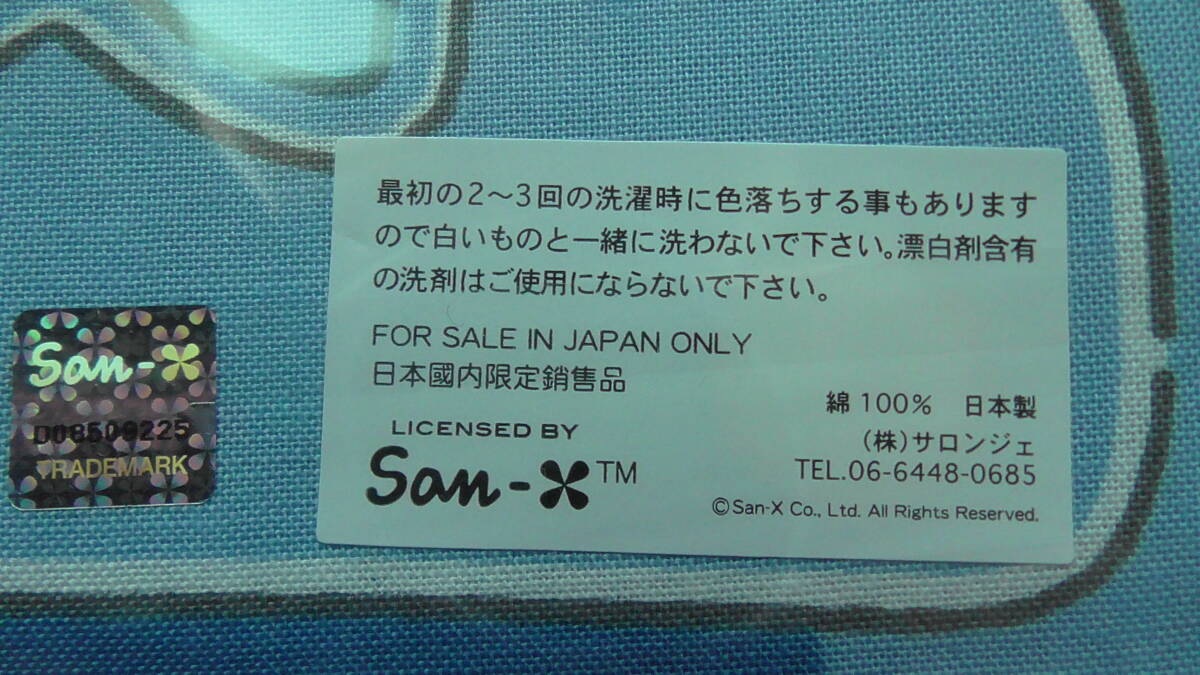 最初の2〜3回の洗濯時に色落ちする事もあります
ので白いものと一緒に洗わないで下さい。漂白剤含有
の洗剤はご使用にならないで下さい。
FOR SALE IN JAPAN ONLY
日本國内限定銷售品
LICENSED BY
San-X TM
綿100% 日本製
(株)サロンジェ
TEL.06-6448-0685
©San-X Co., Ltd. All Rights Reserved.
San-X
D08509225
TRADEMARK